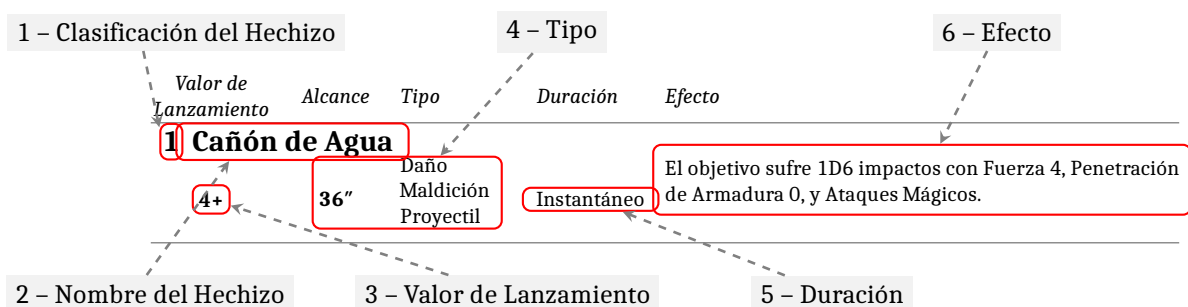 1 – Clasificación del Hechizo
4 – Tipo
6 – Efecto
Valor de
Lanzamiento
Alcance
Tipo
Duración
Efecto
1 Cañón de Agua
4+
36″
Daño
Maldición
Proyectil
Instantáneo
El objetivo sufre 1D6 impactos con Fuerza 4, Penetración
de Armadura 0, y Ataques Mágicos.
2 – Nombre del Hechizo
3 – Valor de Lanzamiento
5 – Duración